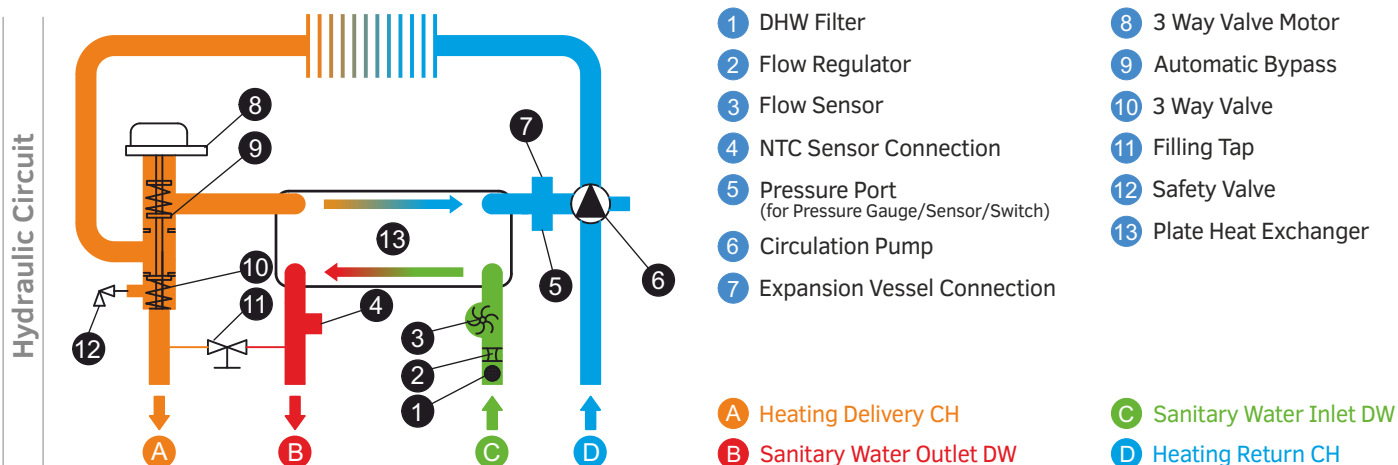 Hydraulic Circuit
8
9
10
11
12
13
7
5
6
4
3
2
1
A
B
C
D
1 DHW Filter
2 Flow Regulator
3 Flow Sensor
4 NTC Sensor Connection
5 Pressure Port
(for Pressure Gauge/Sensor/Switch)
6 Circulation Pump
7 Expansion Vessel Connection
8 3 Way Valve Motor
9 Automatic Bypass
10 3 Way Valve
11 Filling Tap
12 Safety Valve
13 Plate Heat Exchanger
A Heating Delivery CH
B Sanitary Water Outlet DW
C Sanitary Water Inlet DW
D Heating Return CH